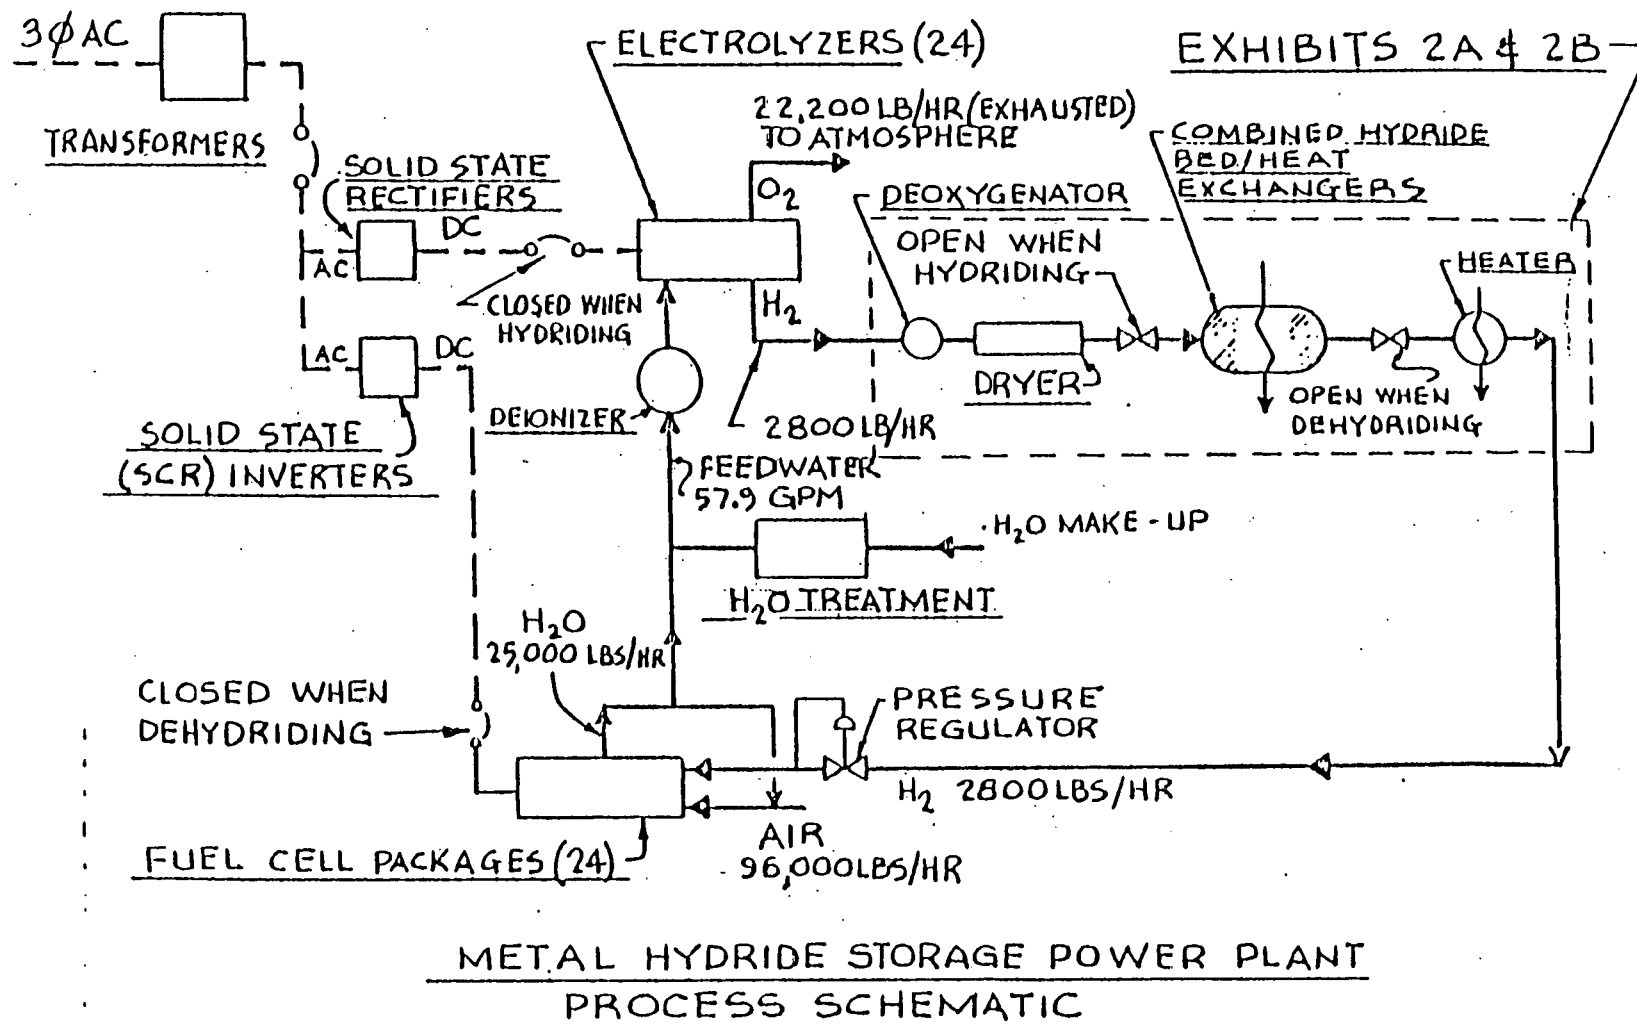 3φ AC
TRANSFORMERS
SOLID STATE
RECTIFIERS
AC
DC
CLOSED WHEN
HYDRIDING
AC
DC
SOLID STATE
(SCR) INVERTERS
ELECTROLYZERS (24)
22,200 LB/HR (EXHAUSTED)
TO ATMOSPHERE
O2
H2
2800 LB/HR
DEIONIZER
FEEDWATER
57.9 GPM
DEOXYGENATOR
OPEN WHEN
HYDRIDING
DRYER
EXHIBITS 2A & 2B
COMBINED HYDRIDE
BED/HEAT
EXCHANGERS
HEATER
OPEN WHEN
DEHYDRIDING
H2O MAKE-UP
H2O TREATMENT
H2O
25,000 LBS/HR
CLOSED WHEN
DEHYDRIDING
PRESSURE
REGULATOR
H2 2800 LBS/HR
AIR
96,000 LBS/HR
FUEL CELL PACKAGES (24)
METAL HYDRIDE STORAGE POWER PLANT
PROCESS SCHEMATIC